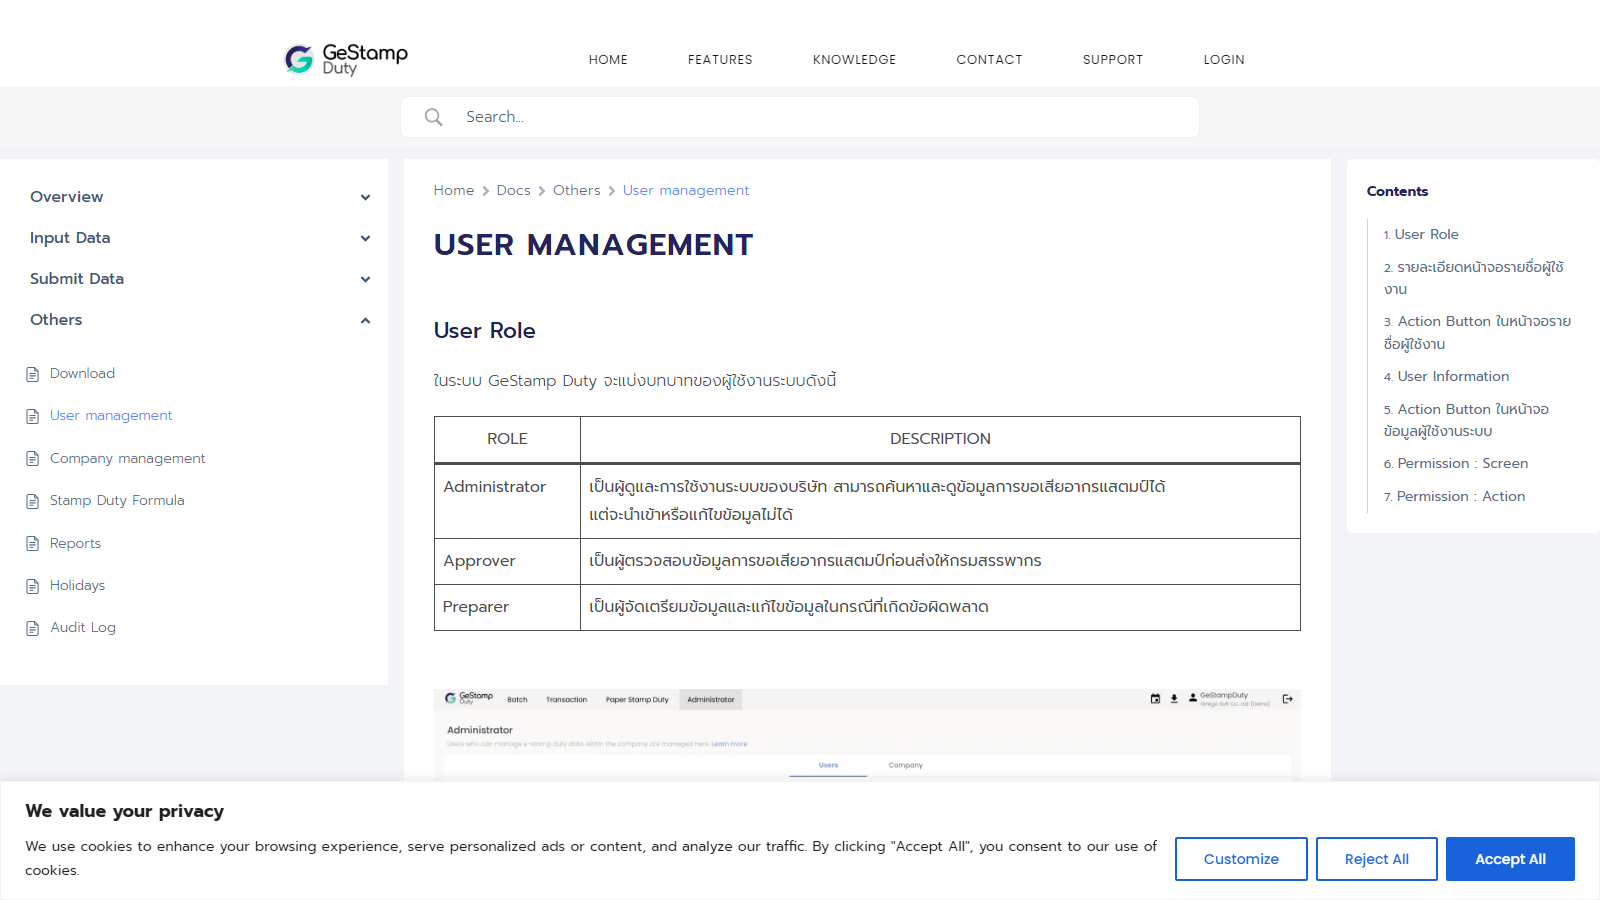 GeStamp
Duty
HOME
FEATURES
KNOWLEDGE
CONTACT
SUPPORT
LOGIN
Search...
Overview
Input Data
Submit Data
Others
Download
User management
Company management
Stamp Duty Formula
Reports
Holidays
Audit Log
Home
Docs
Others
User management
USER MANAGEMENT
User Role
ในระบบ GeStamp Duty จะแบ่งบทบาทของผู้ใช้งานระบบดังนี้
ROLE
DESCRIPTION
Administrator
เป็นผู้ดูและการใช้งานระบบของบริษัท สามารถค้นหาและดูข้อมูลการขอเสียอากรแสตมป์ได้
แต่จะนำเข้าหรือแก้ไขข้อมูลไม่ได้
Approver
เป็นผู้ตรวจสอบข้อมูลการขอเสียอากรแสตมป์ก่อนส่งให้กรมสรรพากร
Preparer
เป็นผู้จัดเตรียมข้อมูลและแก้ไขข้อมูลในกรณีที่เกิดข้อผิดพลาด
GeStamp
Duty
Batch
Transaction
Paper Stamp Duty
Administrator
GeStampDuty
Ginkgo Soft Co., Ltd. (Demo)
Administrator
Users who can manage e-stamp duty data within the company are managed here. Learn more
Users
Company
Contents
1. User Role
2. รายละเอียดหน้าจอรายชื่อผู้ใช้
งาน
3. Action Button ในหน้าจอราย
ชื่อผู้ใช้งาน
4. User Information
5. Action Button ในหน้าจอ
ข้อมูลผู้ใช้งานระบบ
6. Permission : Screen
7. Permission : Action
We value your privacy
We use cookies to enhance your browsing experience, serve personalized ads or content, and analyze our traffic. By clicking "Accept All", you consent to our use of
cookies.
Customize
Reject All
Accept All